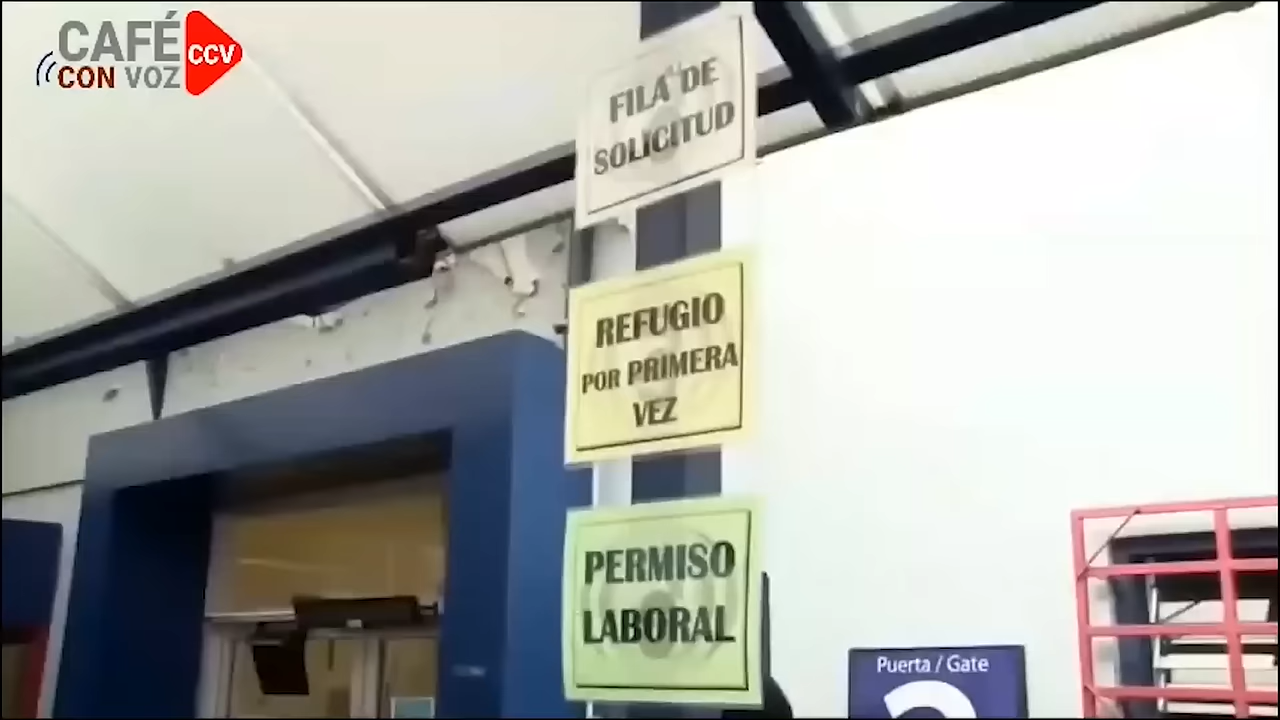 CAFÉ
CON VOZ
CCV
FILA DE
SOLICITUD
REFUGIO
POR PRIMERA
VEZ
PERMISO
LABORAL
Puerta / Gate